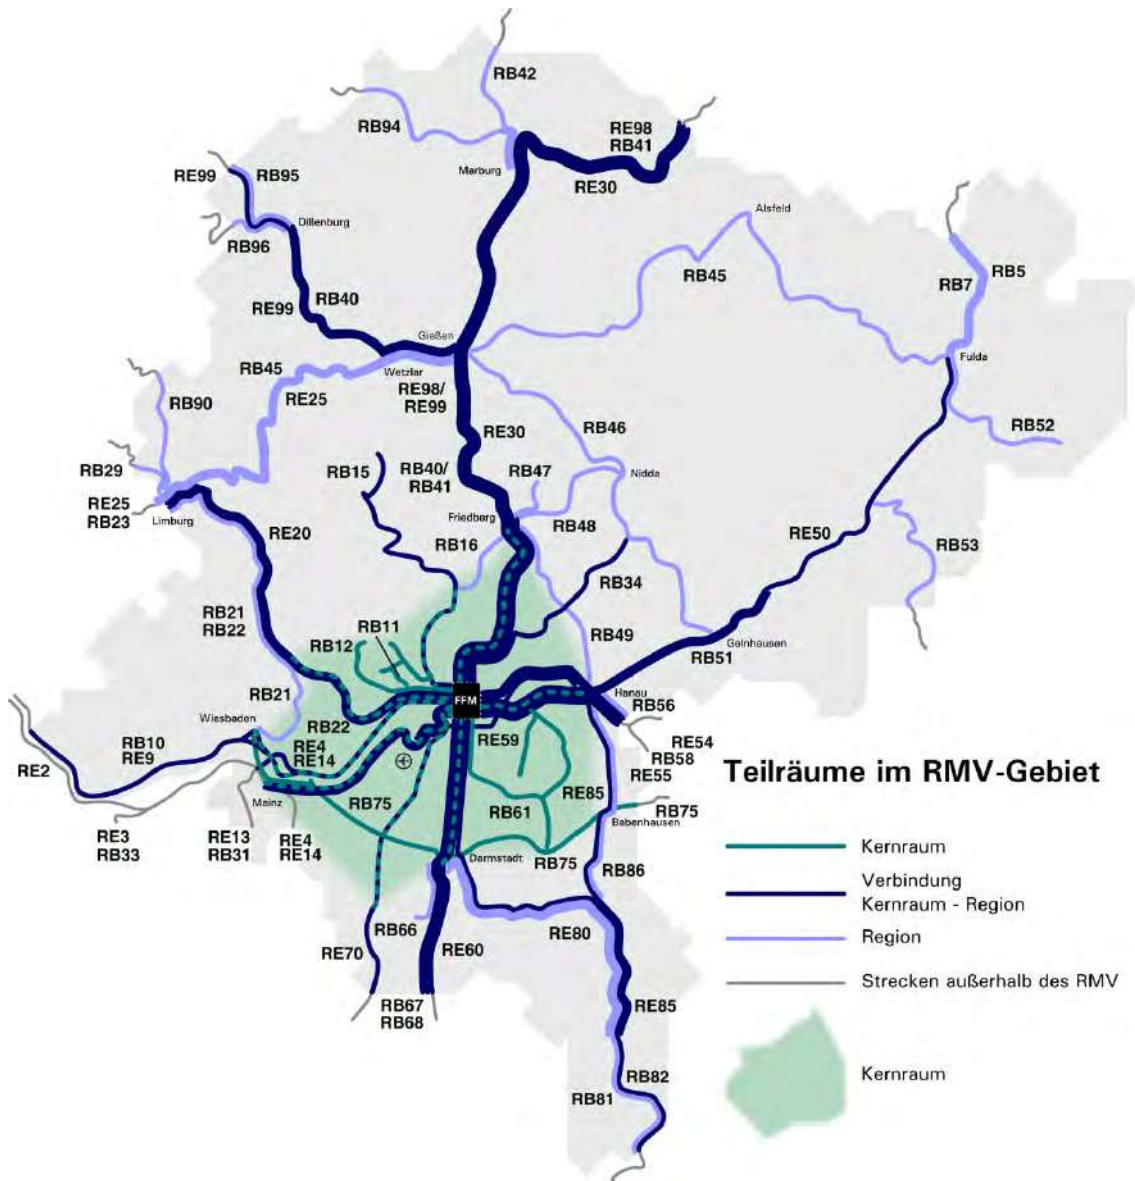 RB42
RB94
RE98
RB41
Marburg
RE30
RE99
RB95
Dillenburg
RB96
Alsfeld
RB45
RB5
RB7
RB40
RE99
Gießen
Fulda
RB45
Wetzlar
RE25
RE98/
RE99
RB90
RE30
RB46
RB52
RB29
RB15
RB40/
RB41
RB47
Nidda
RE25
RB23
Limburg
Friedberg
RB48
RE20
RE50
RB16
RB53
RB34
RB21
RB22
RB11
RB12
RB49
Gelnhausen
RB51
RB21
FFM
Hanau
Wiesbaden
RB22
RB56
RB10
RE9
RE4
RE14
RE59
RE54
RB58
RE2
RE55
Mainz
RB75
RB61
RE85
RB75
Babenhausen
RE3
RB33
RE13
RB31
RE4
RE14
Darmstadt
RB75
RB86
RB66
RE70
RE60
RE80
RB67
RB68
RE85
RB82
RB81
Teilräume im RMV-Gebiet
Kernraum
Verbindung
Kernraum - Region
Region
Strecken außerhalb des RMV
Kernraum